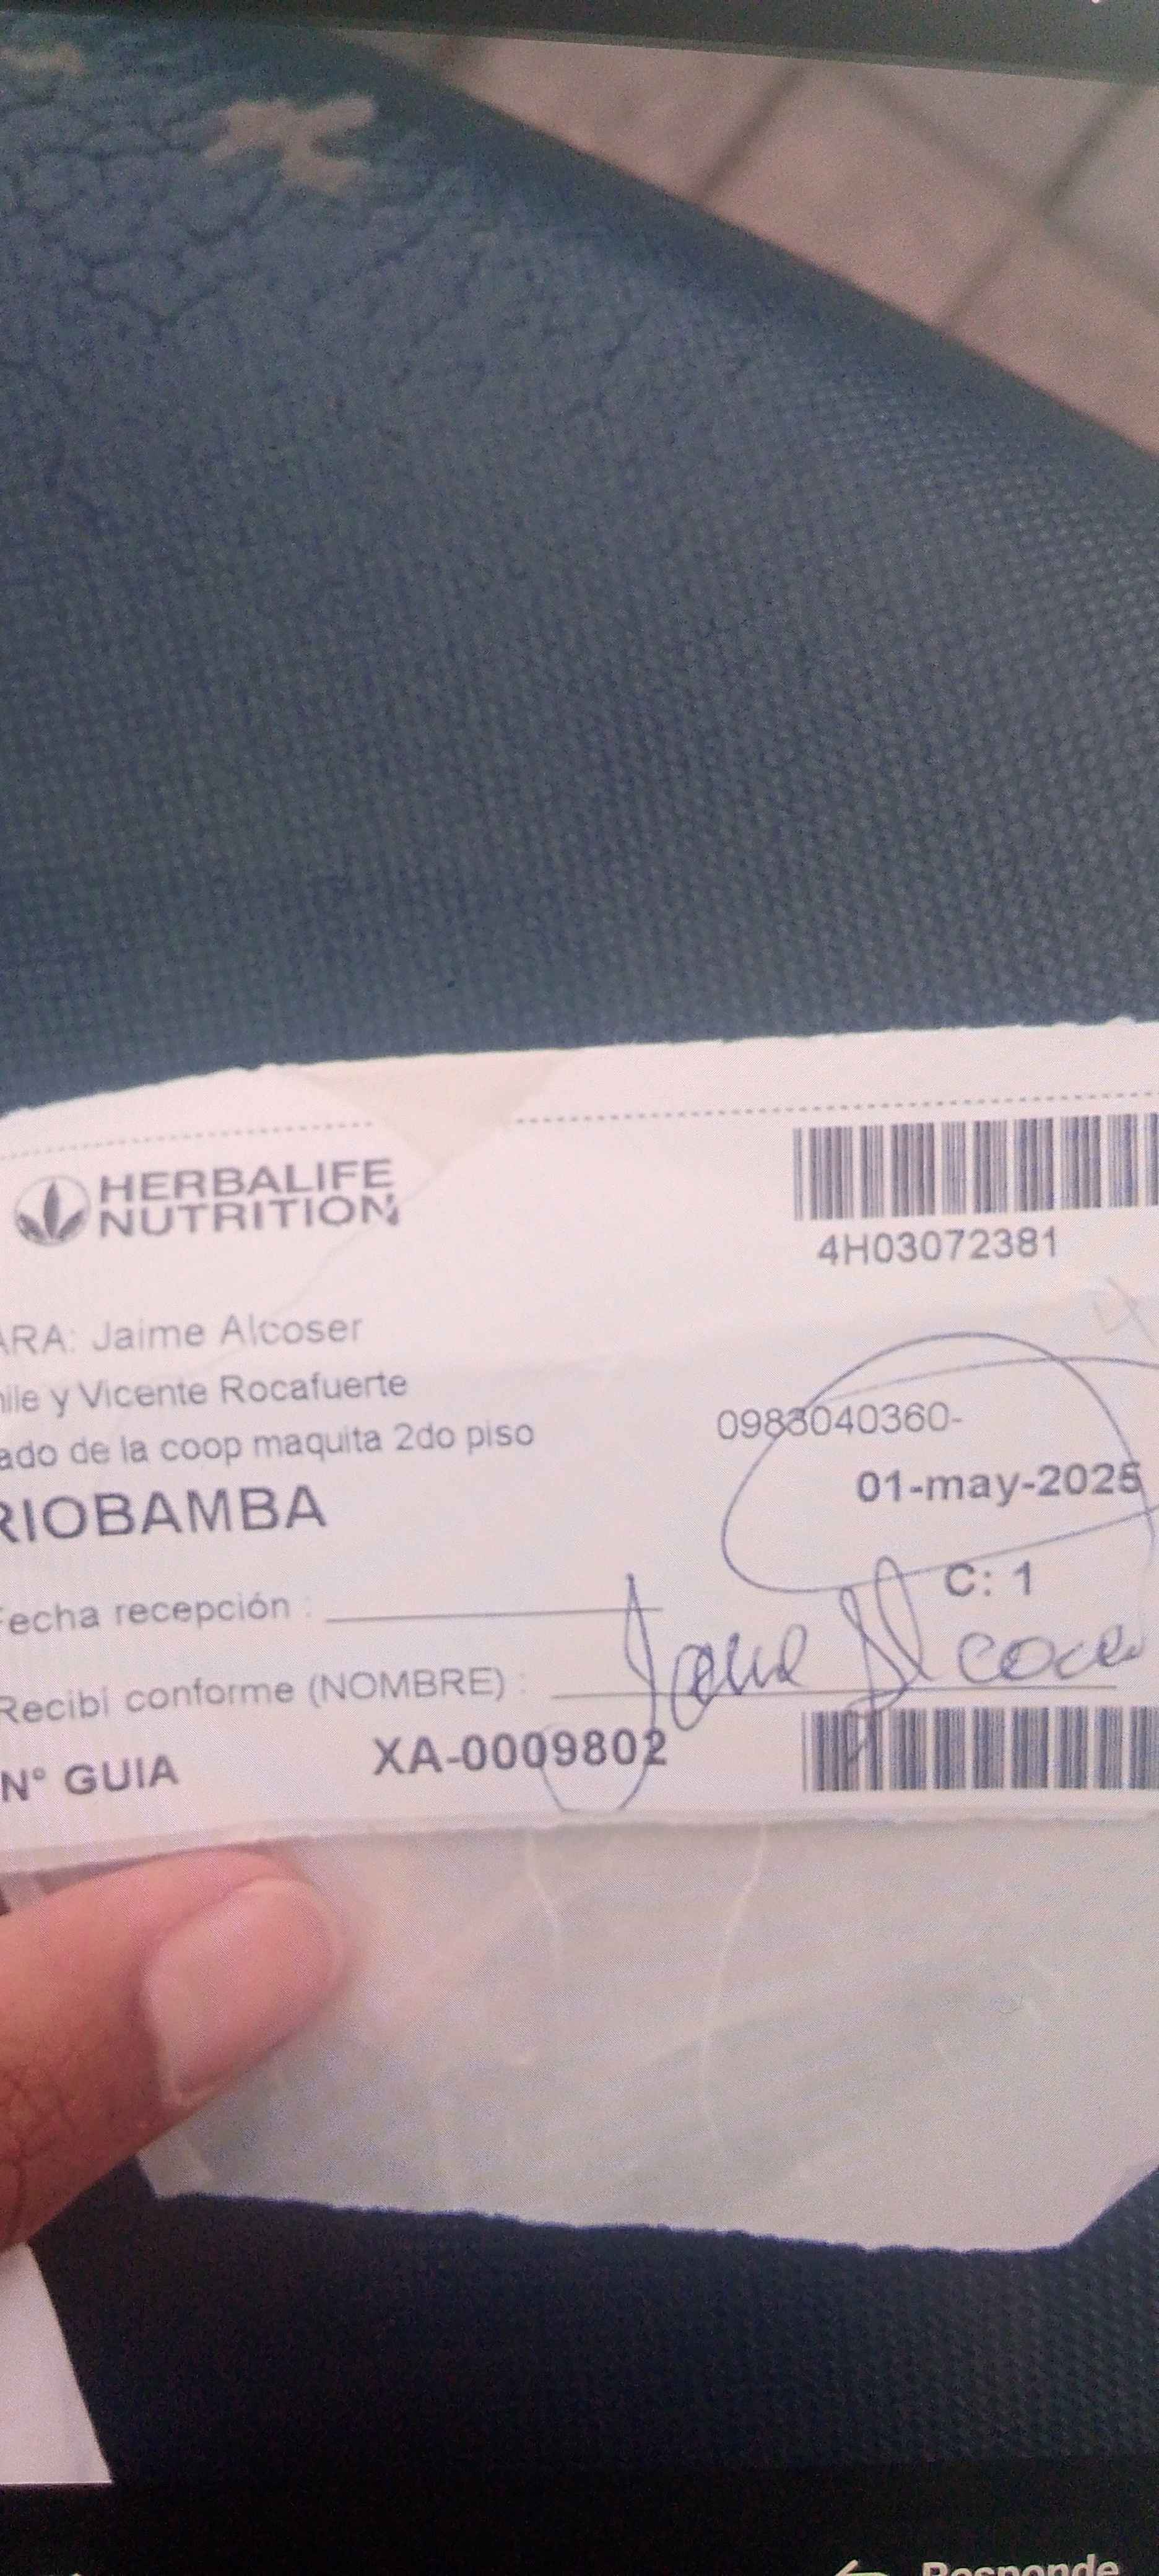 HERBALIFE
NUTRITION
4H03072381
ARA: Jaime Alcoser
ile y Vicente Rocafuerte
ado de la coop maquita 2do piso
0983040360-
RIOBAMBA
01-may-2025
C: 1
Fecha recepción :
Recibí conforme (NOMBRE) :
N° GUIA XA-0009802
Responde